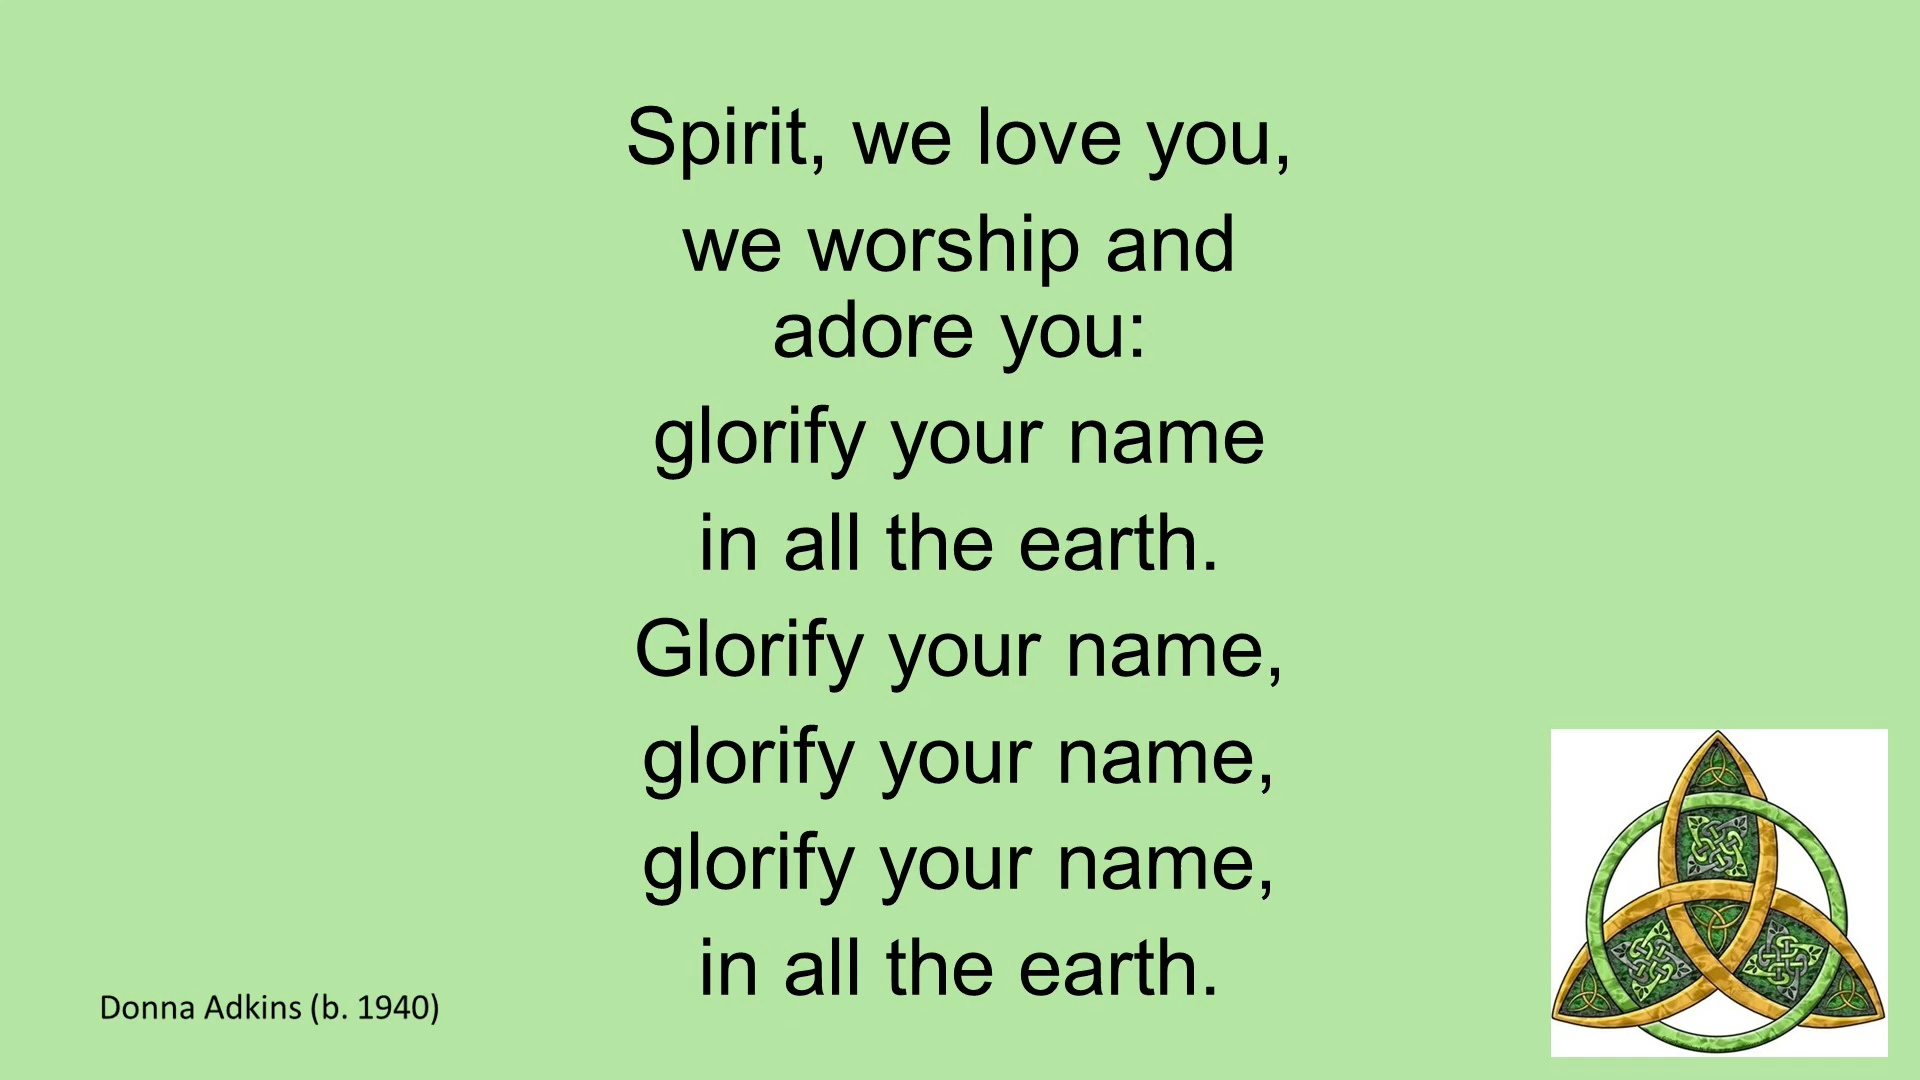 Spirit, we love you,
we worship and
adore you:
glorify your name
in all the earth.
Glorify your name,
glorify your name,
glorify your name,
in all the earth.
Donna Adkins (b. 1940)